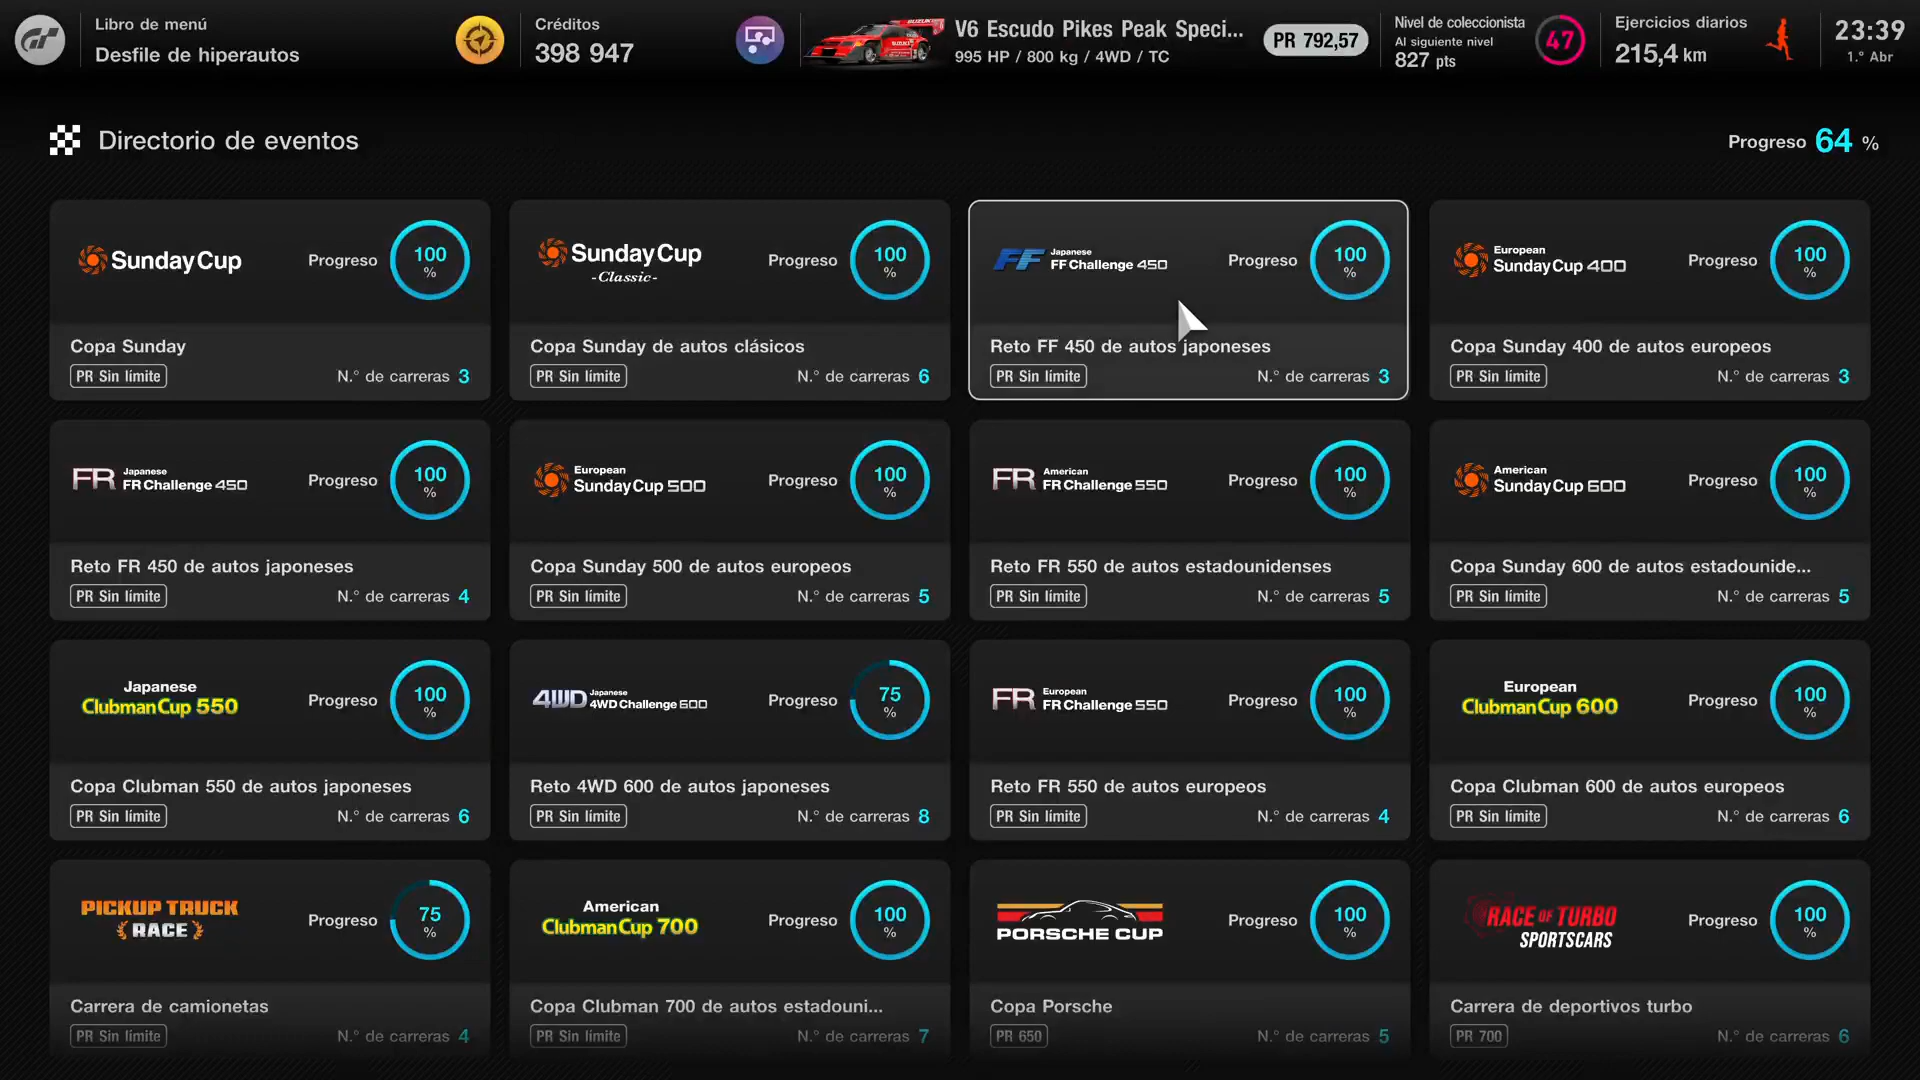 Libro de menú
Desfile de hiperautos
Créditos
398 947
V6 Escudo Pikes Peak Speci...
995 HP / 800 kg / 4WD / TC
PR 792,57
Nivel de coleccionista
Al siguiente nivel
827 pts
47
Ejercicios diarios
215,4 km
23:39
1.° Abr
Directorio de eventos
Progreso 64 %
Sunday Cup
Progreso 100 %
Copa Sunday
PR Sin límite
N.° de carreras 3
Sunday Cup
-Classic-
Progreso 100 %
Copa Sunday de autos clásicos
PR Sin límite
N.° de carreras 6
FF Japanese
FF Challenge 450
Progreso 100 %
Reto FF 450 de autos japoneses
PR Sin límite
N.° de carreras 3
European
Sunday Cup 400
Progreso 100 %
Copa Sunday 400 de autos europeos
PR Sin límite
N.° de carreras 3
FR Japanese
FR Challenge 450
Progreso 100 %
Reto FR 450 de autos japoneses
PR Sin límite
N.° de carreras 4
European
Sunday Cup 500
Progreso 100 %
Copa Sunday 500 de autos europeos
PR Sin límite
N.° de carreras 5
FR American
FR Challenge 550
Progreso 100 %
Reto FR 550 de autos estadounidenses
PR Sin límite
N.° de carreras 5
American
Sunday Cup 600
Progreso 100 %
Copa Sunday 600 de autos estadounide...
PR Sin límite
N.° de carreras 5
Japanese
Clubman Cup 550
Progreso 100 %
Copa Clubman 550 de autos japoneses
PR Sin límite
N.° de carreras 6
4WD Japanese
4WD Challenge 600
Progreso 75 %
Reto 4WD 600 de autos japoneses
PR Sin límite
N.° de carreras 8
FR European
FR Challenge 550
Progreso 100 %
Reto FR 550 de autos europeos
PR Sin límite
N.° de carreras 4
European
Clubman Cup 600
Progreso 100 %
Copa Clubman 600 de autos europeos
PR Sin límite
N.° de carreras 6
PICKUP TRUCK
RACE
Progreso 75 %
Carrera de camionetas
PR Sin límite
N.° de carreras 4
American
Clubman Cup 700
Progreso 100 %
Copa Clubman 700 de autos estadouni...
PR Sin límite
N.° de carreras 7
PORSCHE CUP
Progreso 100 %
Copa Porsche
PR 650
N.° de carreras 5
RACE OF TURBO
SPORTSCARS
Progreso 100 %
Carrera de deportivos turbo
PR 700
N.° de carreras 6